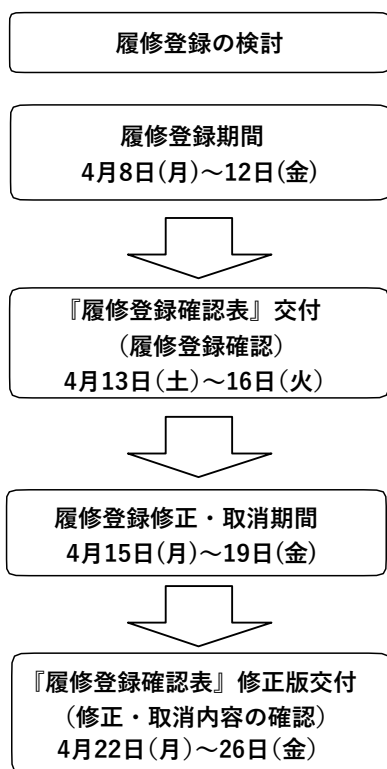 履修登録の検討
履修登録期間
4月8日(月)～12日(金)
『履修登録確認表』交付
(履修登録確認)
4月13日(土)～16日(火)
履修登録修正・取消期間
4月15日(月)～19日(金)
『履修登録確認表』修正版交付
(修正・取消内容の確認)
4月22日(月)～26日(金)